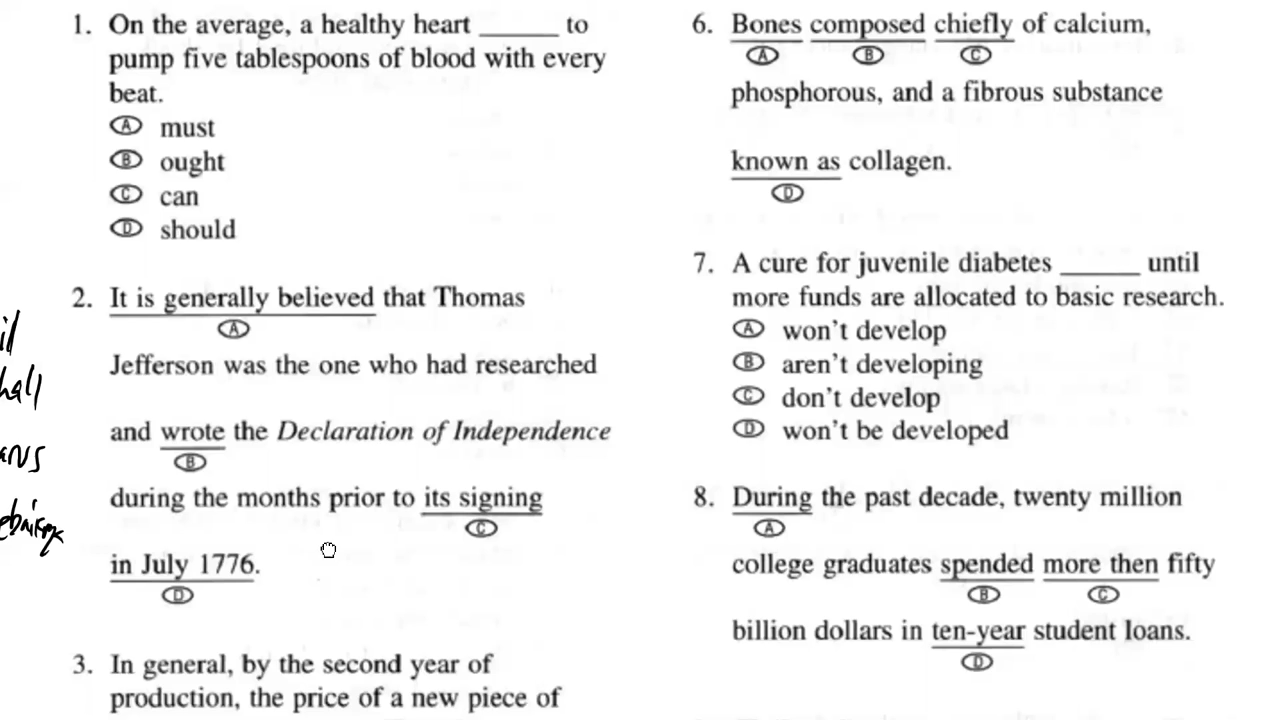 1. On the average, a healthy heart ______ to
pump five tablespoons of blood with every
beat.
A must
B ought
C can
D should
2. It is generally believed that Thomas
A
Jefferson was the one who had researched
and wrote the Declaration of Independence
B
during the months prior to its signing
C
in July 1776.
D
3. In general, by the second year of
production, the price of a new piece of
6. Bones composed chiefly of calcium,
A B C
phosphorous, and a fibrous substance
known as collagen.
D
7. A cure for juvenile diabetes ______ until
more funds are allocated to basic research.
A won't develop
B aren't developing
C don't develop
D won't be developed
8. During the past decade, twenty million
A
college graduates spended more then fifty
B C
billion dollars in ten-year student loans.
D